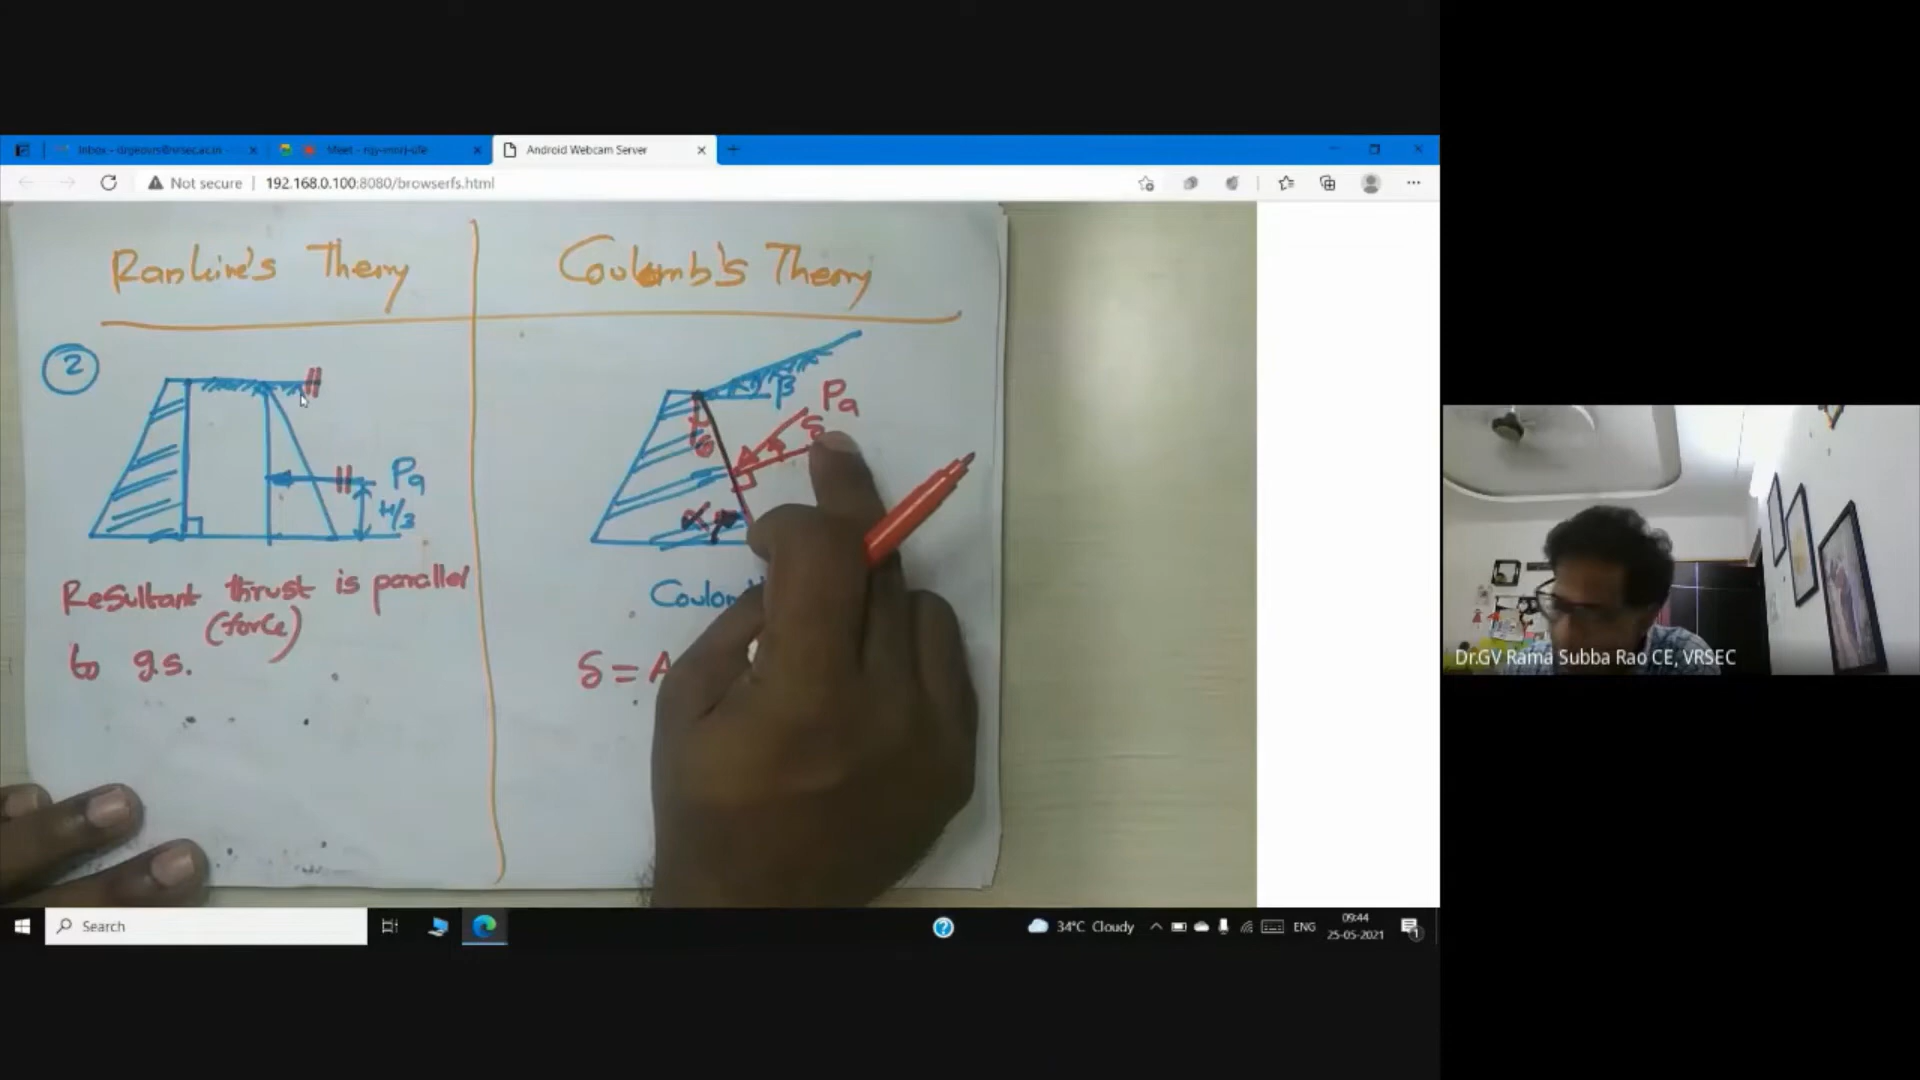 Android Webcam Server
Not secure
192.168.0.100:8080/browserfs.html
Rankine's Theory
Coulomb's Theory
2
Pa
H/3
β
Pa
δ
θ
α
Resultant thrust is parallel
(force)
to g.s.
Coulom
δ = A
Dr.GV Rama Subba Rao CE, VRSEC
Search
34°C Cloudy
ENG
09:44
25-05-2021
1